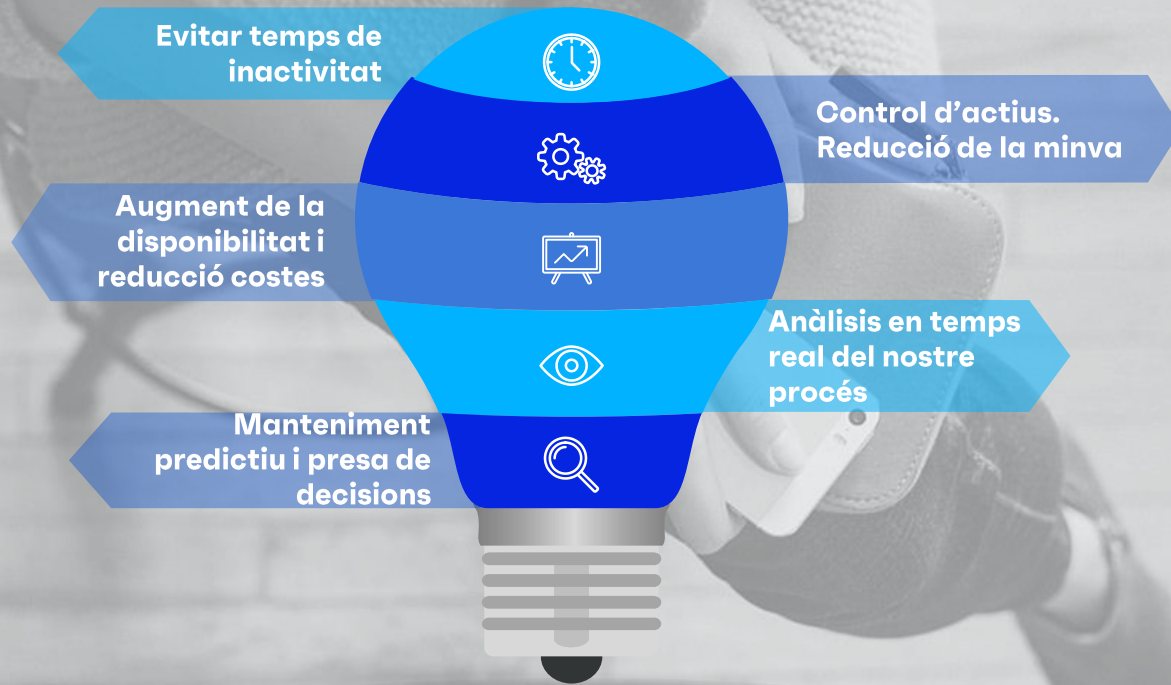 Evitar temps de
inactivitat
Control d’actius.
Reducció de la minva
Augment de la
disponibilitat i
reducció costes
Anàlisis en temps
real del nostre
procés
Manteniment
predictiu i presa de
decisions